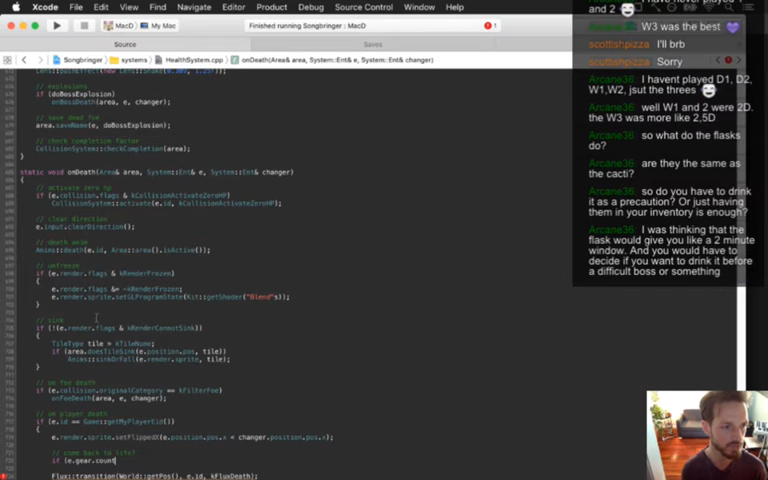 Xcode File Edit View Find Navigate Editor Product Debug Source Control Window Help
MacD My Mac Finished running Songbringer : MacD 1
Source Saves
Songbringer systems HealthSystem.cpp onDeath(Area& area, System::Ent& e, System::Ent& changer)
// explosions
if (doBossExplosion)
onBossDeath(area, e, changer);
// save dead foe
area.saveName(e, doBossExplosion);
// check completion factor
CollisionSystem::checkCompletion(area);
}
static void onDeath(Area& area, System::Ent& e, System::Ent& changer)
{
// activate zero hp
if (e.collision.flags & kCollisionActivateZeroHP)
CollisionSystem::activate(e.id, kCollisionActivateZeroHP);
// clear direction
e.input.clearDirection();
// death anim
Anims::death(e.id, Area::area().isActive());
// unfreeze
if (e.render.flags & kRenderFrozen)
{
e.render.flags &= ~kRenderFrozen;
e.render.sprite.setGLProgramState(Kit::getShader("Blend"s));
}
// sink
if (!(e.render.flags & kRenderCannotSink))
{
TileType tile = kTileNone;
if (area.doesTileSink(e.position.pos, tile))
Anims::sinkOrFall(e.render.sprite, tile);
}
// on foe death
if (e.collision.originalCategory == kFilterFoe)
onFoeDeath(area, e, changer);
// on player death
if (e.id == Game::getMyPlayerEid())
{
e.render.sprite.setFlippedX(e.position.pos.x < changer.position.pos.x);
// come back to life?
if (e.gear.count
Flux::transition(World::getPos(), e.id, kFluxDeath);
and 2
Arcane36: W3 was the best
scottishpizza I'll brb
scottishpizza Sorry
Arcane36: I havent played D1, D2,
W1,W2, jsut the threes
Arcane36: well W1 and 2 were 2D.
the W3 was more like 2,5D
Arcane36: so what do the flasks
do?
Arcane36: are they the same as
the cacti?
Arcane36: so do you have to drink
it as a precaution? Or just having
them in your inventory is enough?
Arcane36: I was thinking that the
flask would give you like a 2 minute
window. And you would have to
decide if you want to drink it before
a difficult boss or something